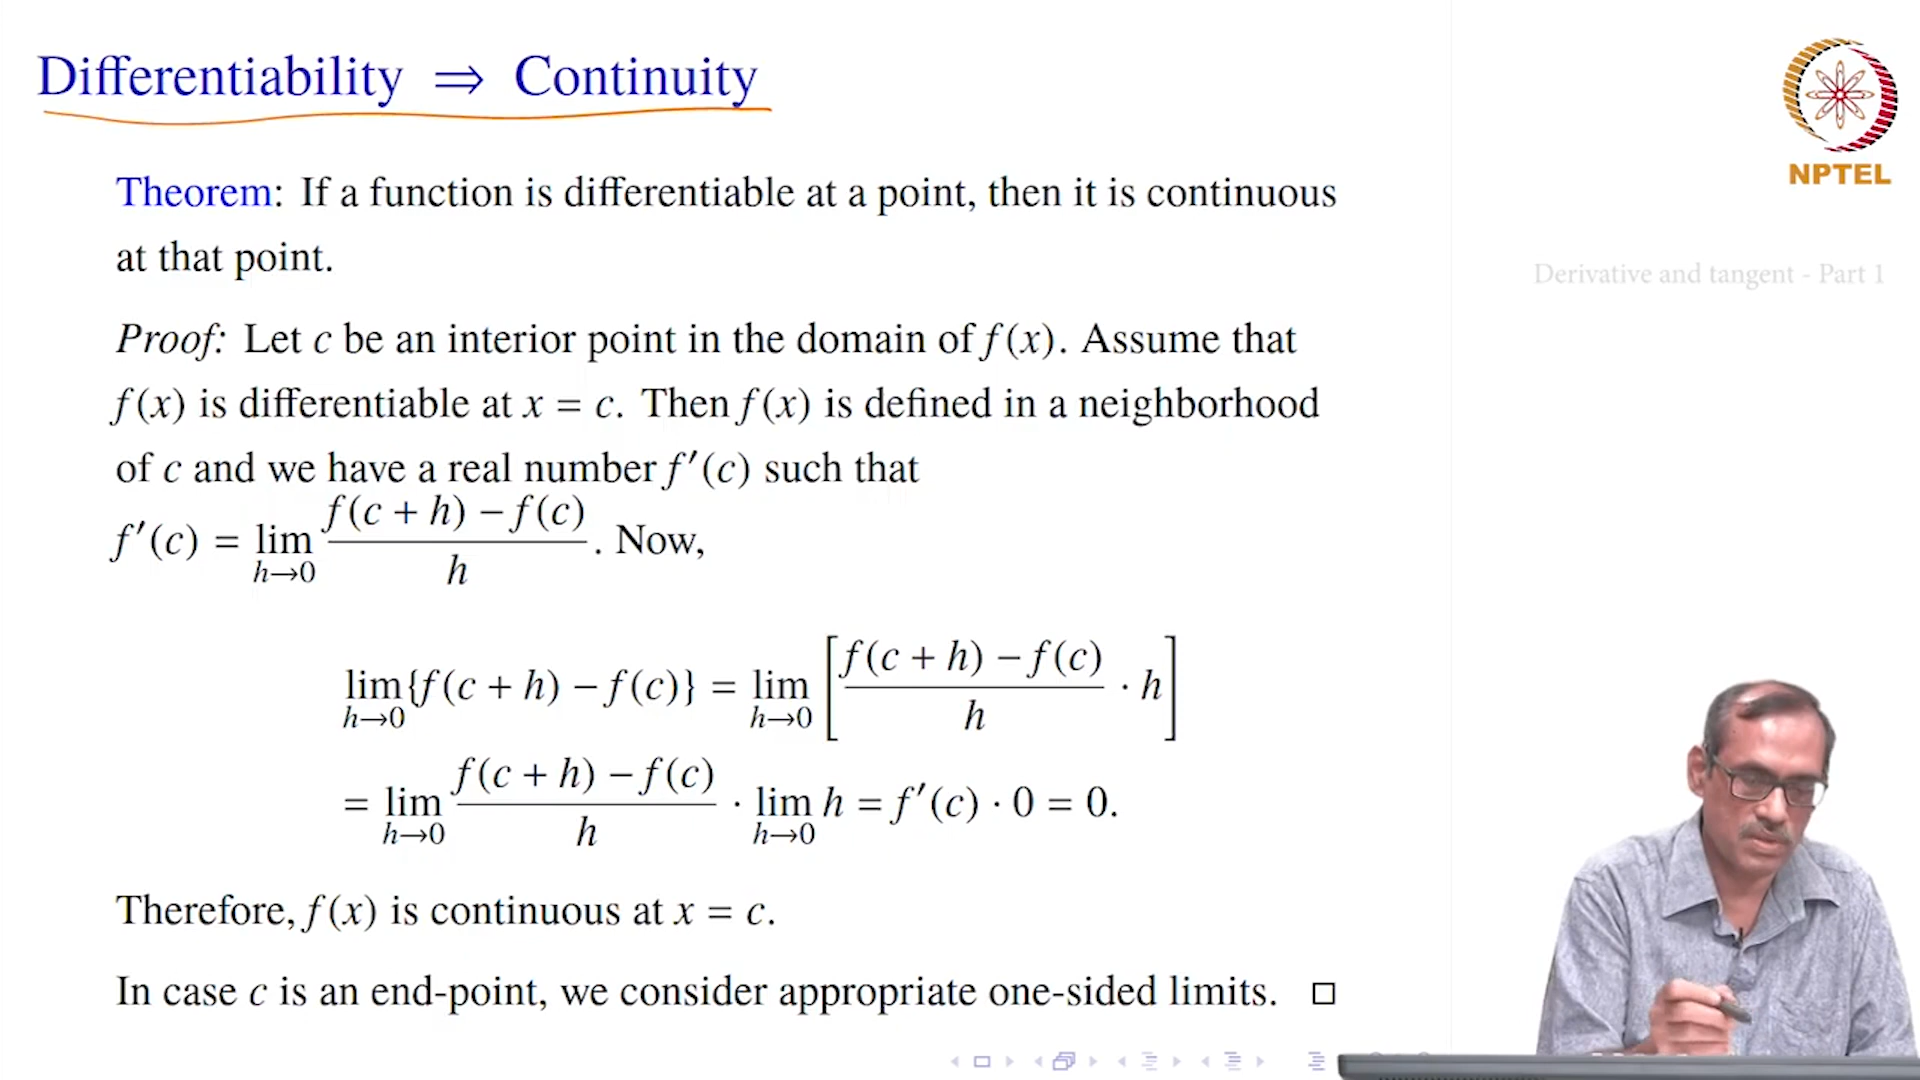 Differentiability ⇒ Continuity
NPTEL
Theorem: If a function is differentiable at a point, then it is continuous
at that point.
Derivative and tangent - Part 1
Proof: Let c be an interior point in the domain of f(x). Assume that
f(x) is differentiable at x = c. Then f(x) is defined in a neighborhood
of c and we have a real number f′(c) such that
f′(c) = lim_{h→0} (f(c + h) − f(c))/h. Now,
lim_{h→0}{f(c + h) − f(c)} = lim_{h→0} [(f(c + h) − f(c))/h · h]
= lim_{h→0} (f(c + h) − f(c))/h · lim_{h→0} h = f′(c) · 0 = 0.
Therefore, f(x) is continuous at x = c.
In case c is an end-point, we consider appropriate one-sided limits. □